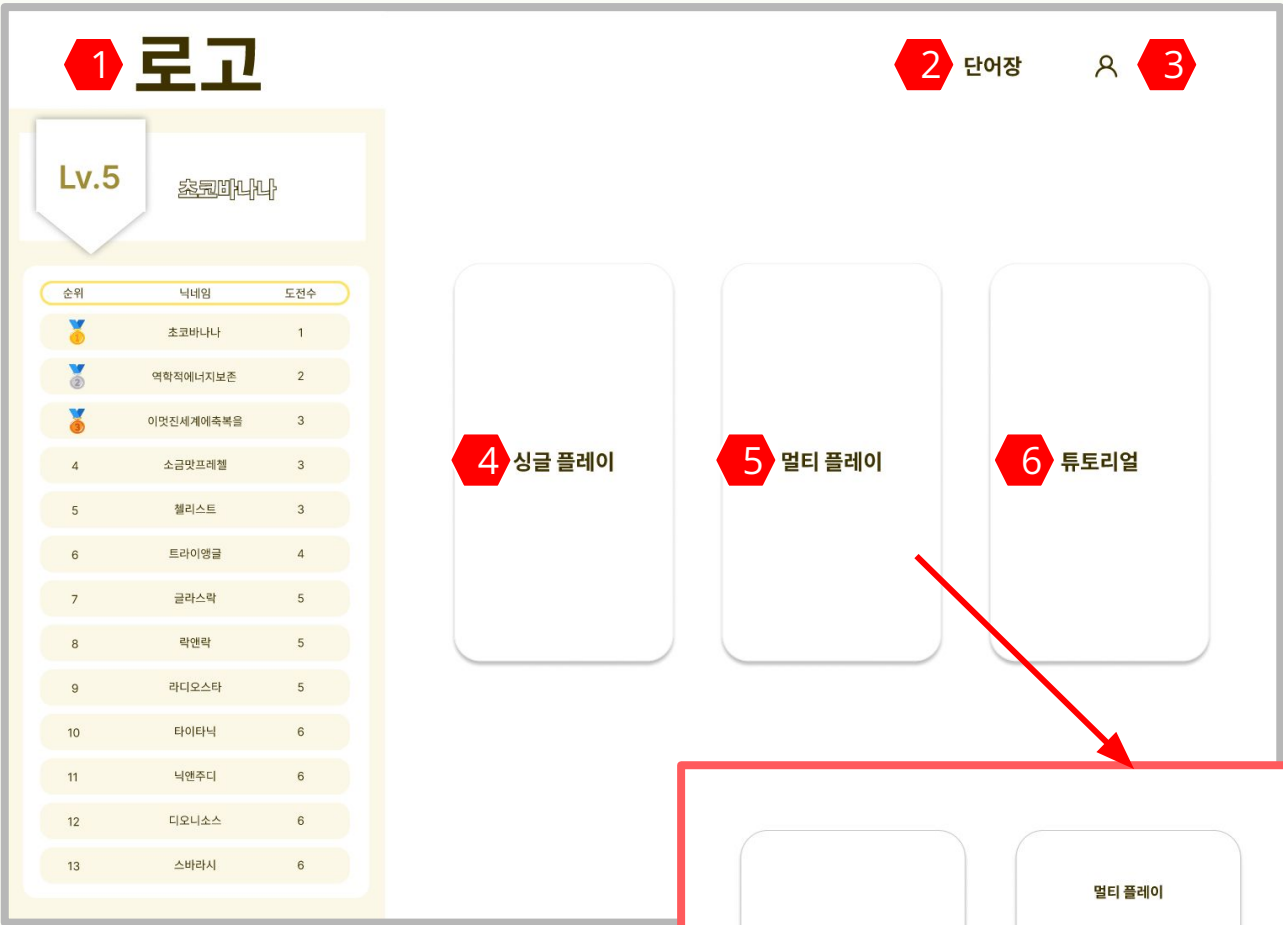 1 로고
2 단어장 3
Lv.5
초코바나나
순위 닉네임 도전수
1 초코바나나 1
2 역학적에너지보존 2
3 이멋진세계에축복을 3
4 소금맛프레첼 3
5 첼리스트 3
6 트라이앵글 4
7 글라스락 5
8 락앤락 5
9 라디오스타 5
10 타이타닉 6
11 닉앤주디 6
12 디오니소스 6
13 스바라시 6
4 싱글 플레이
5 멀티 플레이
6 튜토리얼
멀티 플레이